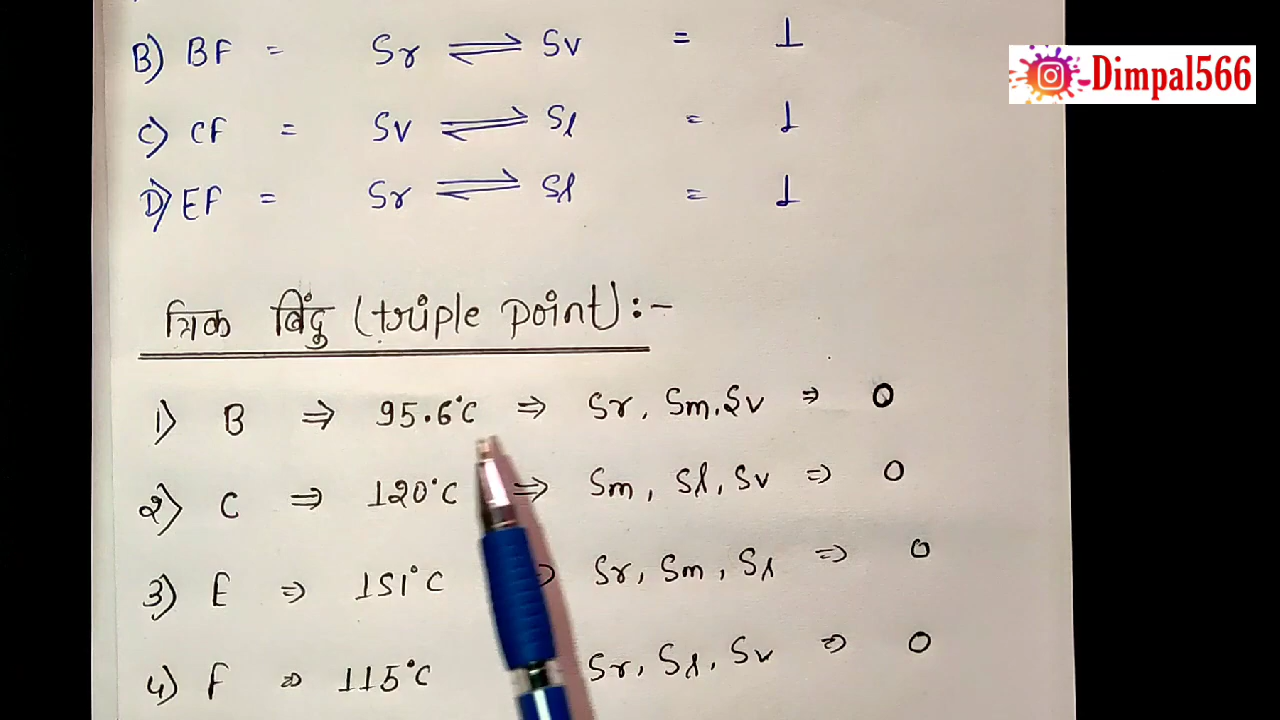 B) BF = Sr ⇌ Sv = 1
Dimpal566
C) CF = Sv ⇌ Sl = 1
D) EF = Sr ⇌ Sl = 1
त्रिक बिंदु (triple point):-
1) B ⇒ 95.6°C ⇒ Sr, Sm, Sv ⇒ 0
2) C ⇒ 120°C ⇒ Sm, Sl, Sv ⇒ 0
3) E ⇒ 151°C ⇒ Sr, Sm, Sl ⇒ 0
4) F ⇒ 115°C Sr, Sl, Sv ⇒ 0